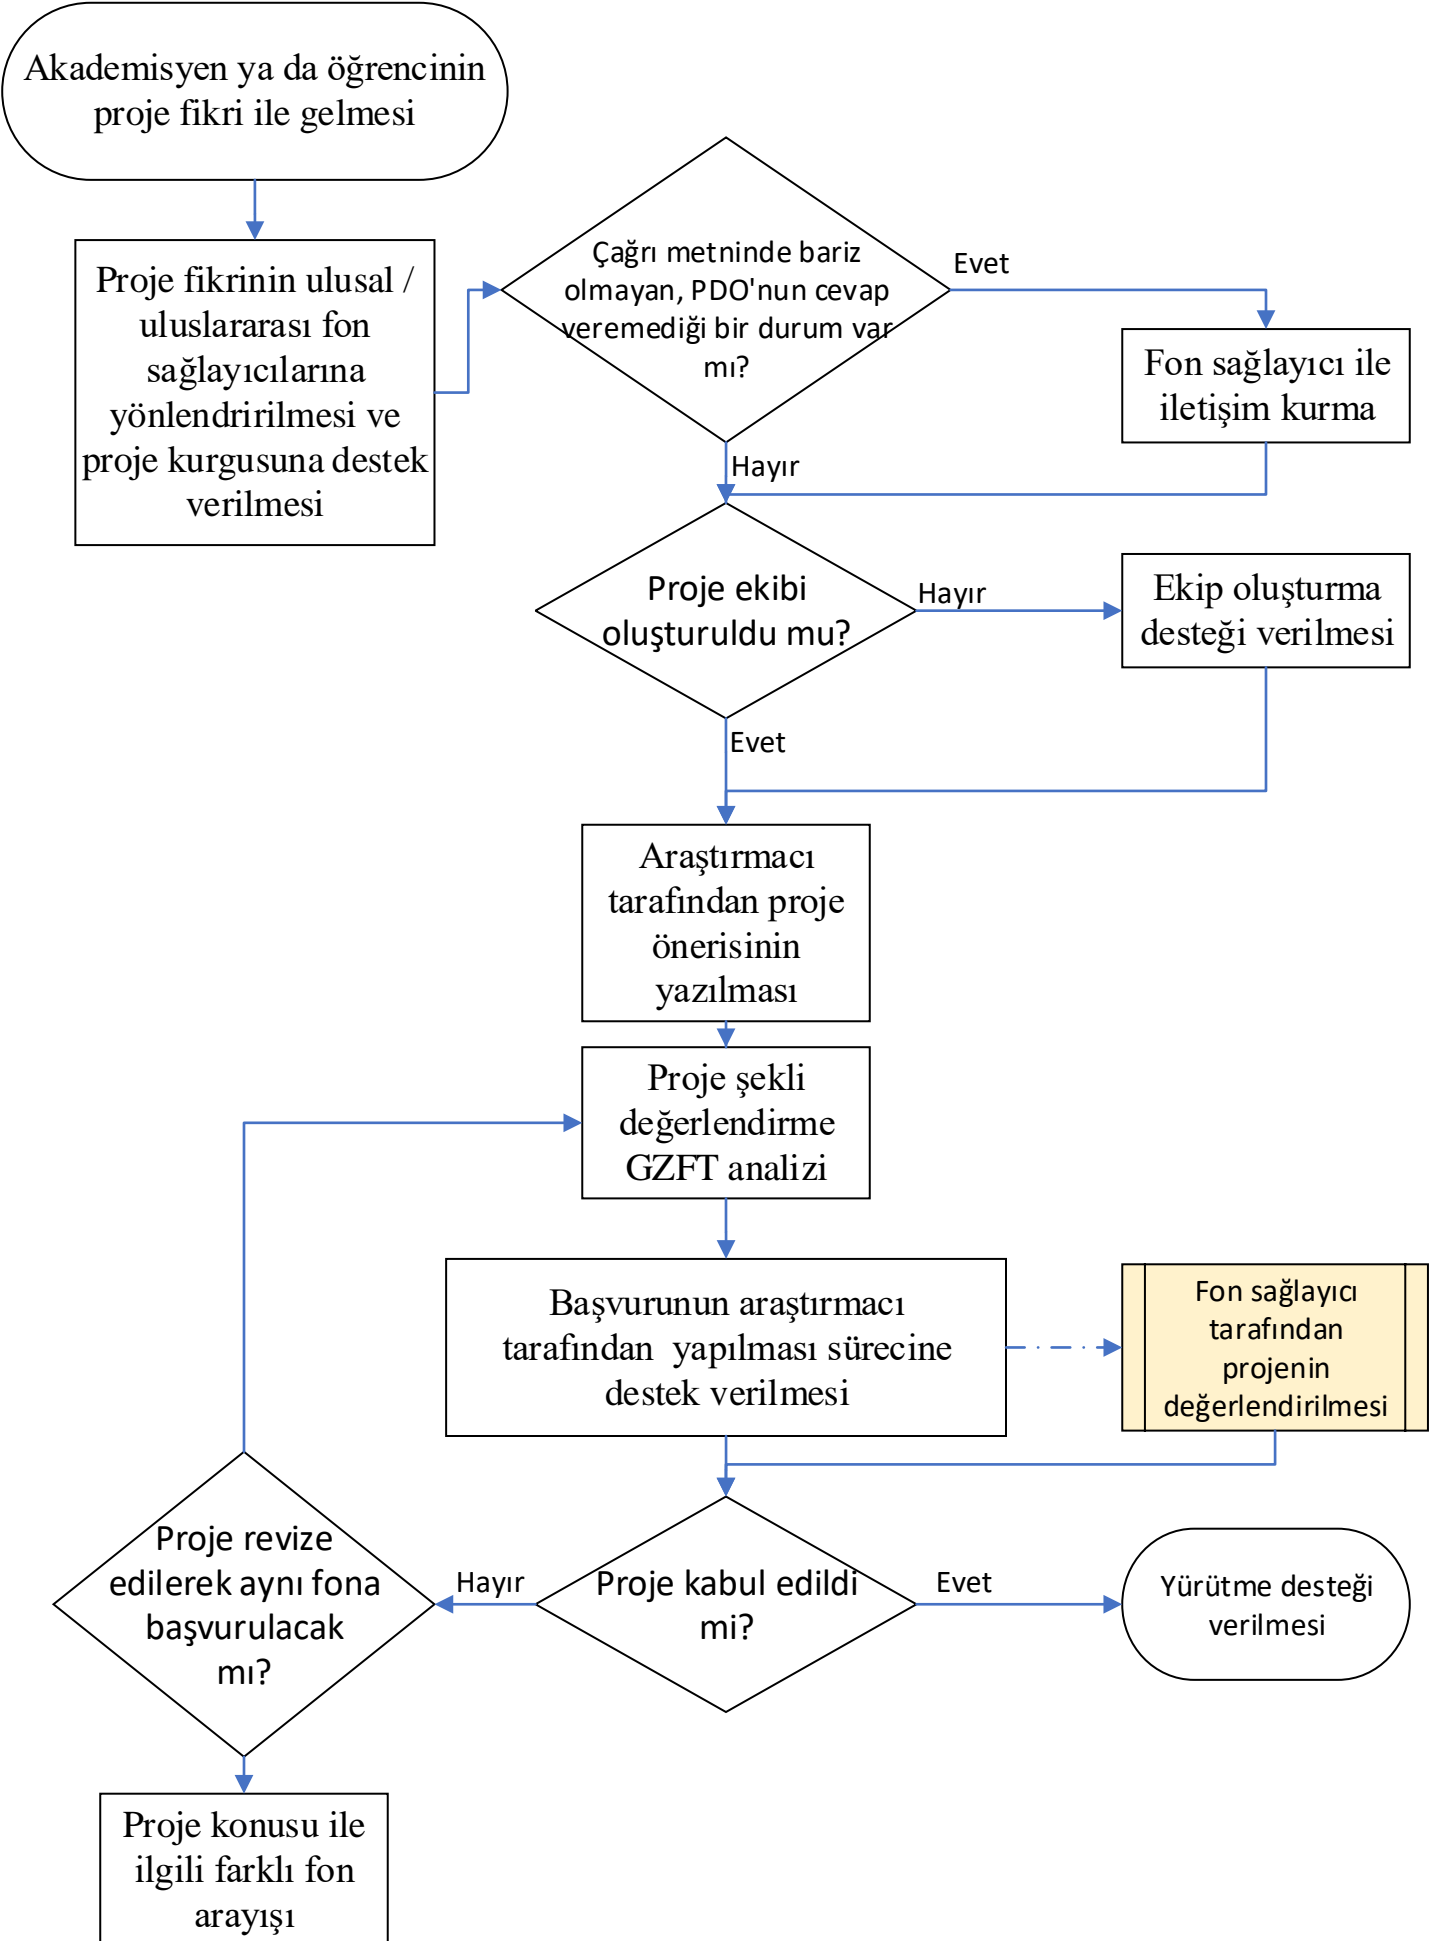 Akademisyen ya da öğrencinin
proje fikri ile gelmesi
Proje fikrinin ulusal /
uluslararası fon
sağlayıcılarına
yönlendririlmesi ve
proje kurgusuna destek
verilmesi
Çağrı metninde bariz
olmayan, PDO'nun cevap
veremediği bir durum var
mı?
Evet
Fon sağlayıcı ile
iletişim kurma
Hayır
Proje ekibi
oluşturuldu mu?
Hayır
Ekip oluşturma
desteği verilmesi
Evet
Araştırmacı
tarafından proje
önerisinin
yazılması
Proje şekli
değerlendirme
GZFT analizi
Başvurunun araştırmacı
tarafından  yapılması sürecine
destek verilmesi
Fon sağlayıcı
tarafından
projenin
değerlendirilmesi
Proje kabul edildi
mi?
Evet
Yürütme desteği
verilmesi
Hayır
Proje revize
edilerek aynı fona
başvurulacak
mı?
Proje konusu ile
ilgili farklı fon
arayışı